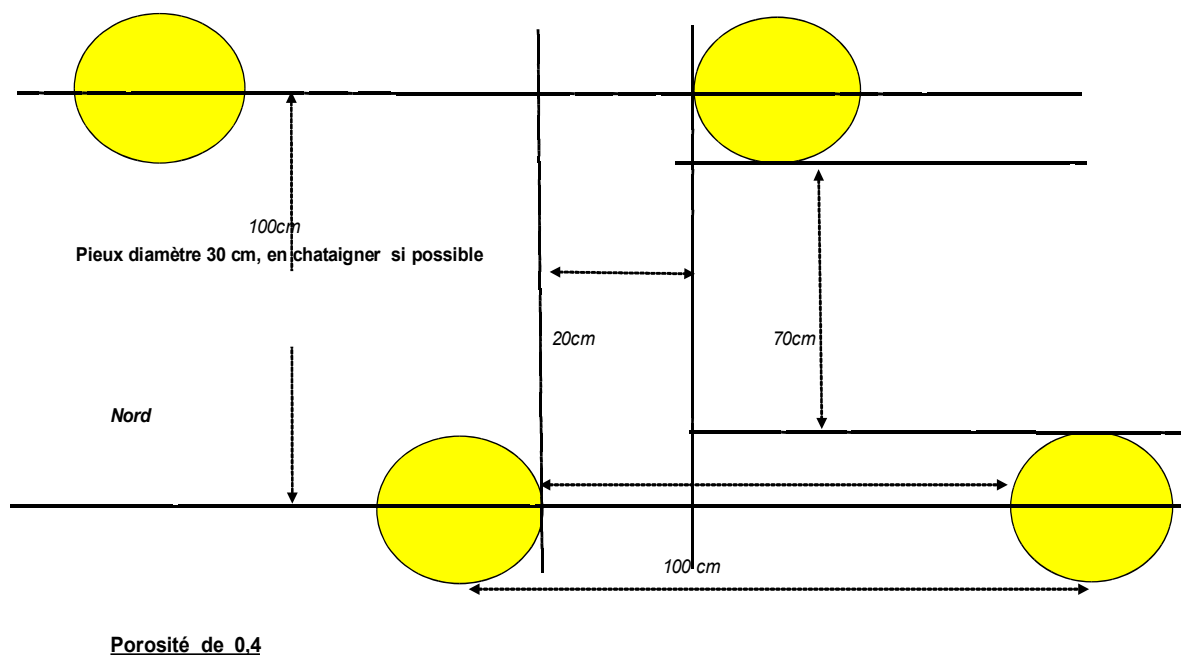 100cm
Pieux diamètre 30 cm, en chataigner si possible
20cm
70cm
Nord
100 cm
Porosité de 0,4